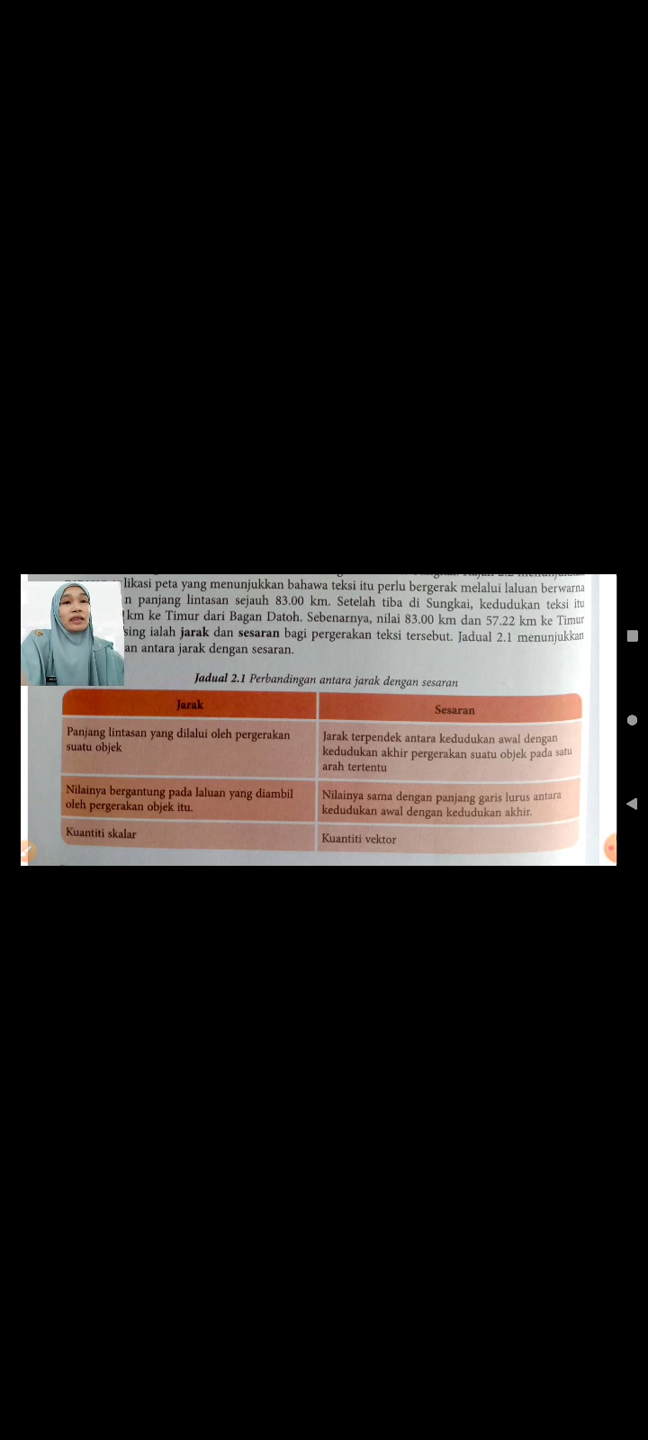 likasi peta yang menunjukkan bahawa teksi itu perlu bergerak melalui laluan berwarna
n panjang lintasan sejauh 83.00 km. Setelah tiba di Sungkai, kedudukan teksi itu
km ke Timur dari Bagan Datoh. Sebenarnya, nilai 83.00 km dan 57.22 km ke Timur
sing ialah jarak dan sesaran bagi pergerakan teksi tersebut. Jadual 2.1 menunjukkan
an antara jarak dengan sesaran.
Jadual 2.1 Perbandingan antara jarak dengan sesaran
Jarak
Sesaran
Panjang lintasan yang dilalui oleh pergerakan
suatu objek
Jarak terpendek antara kedudukan awal dengan
kedudukan akhir pergerakan suatu objek pada satu
arah tertentu
Nilainya bergantung pada laluan yang diambil
oleh pergerakan objek itu.
Nilainya sama dengan panjang garis lurus antara
kedudukan awal dengan kedudukan akhir.
Kuantiti skalar
Kuantiti vektor